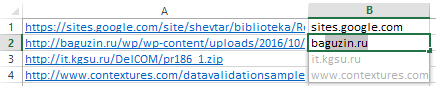 A B
1 https://sites.google.com/site/shevtar/biblioteka/ sites.google.com
2 http://baguzin.ru/wp/wp-content/uploads/2016/10/ baguzin.ru
3 http://it.kgsu.ru/DelCOM/pr186_1.zip it.kgsu.ru
4 http://www.contextures.com/datavalidationsample www.contextures.com